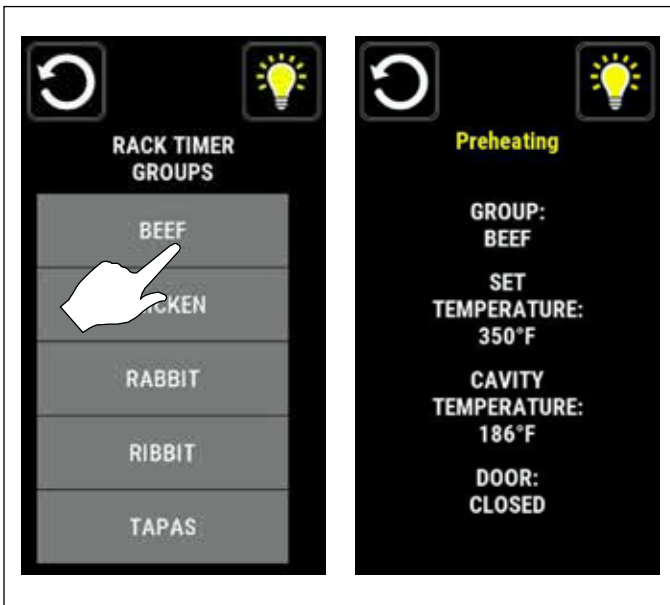 RACK TIMER
GROUPS
BEEF
RABBIT
RIBBIT
TAPAS
Preheating
GROUP:
BEEF
SET
TEMPERATURE:
350°F
CAVITY
TEMPERATURE:
186°F
DOOR:
CLOSED